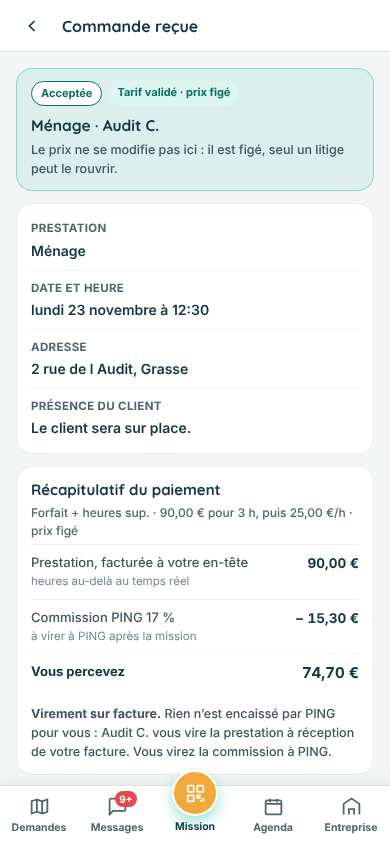 Commande reçue
Acceptée
Tarif validé · prix figé
Ménage · Audit C.
Le prix ne se modifie pas ici : il est figé, seul un litige
peut le rouvrir.
PRESTATION
Ménage
DATE ET HEURE
lundi 23 novembre à 12:30
ADRESSE
2 rue de l Audit, Grasse
PRÉSENCE DU CLIENT
Le client sera sur place.
Récapitulatif du paiement
Forfait + heures sup. · 90,00 € pour 3 h, puis 25,00 €/h ·
prix figé
Prestation, facturée à votre en-tête
90,00 €
heures au-delà au temps réel
Commission PING 17 %
− 15,30 €
à virer à PING après la mission
Vous percevez
74,70 €
Virement sur facture. Rien n’est encaissé par PING
pour vous : Audit C. vous vire la prestation à réception
de votre facture. Vous virez la commission à PING.
9+
Demandes
Messages
Mission
Agenda
Entreprise